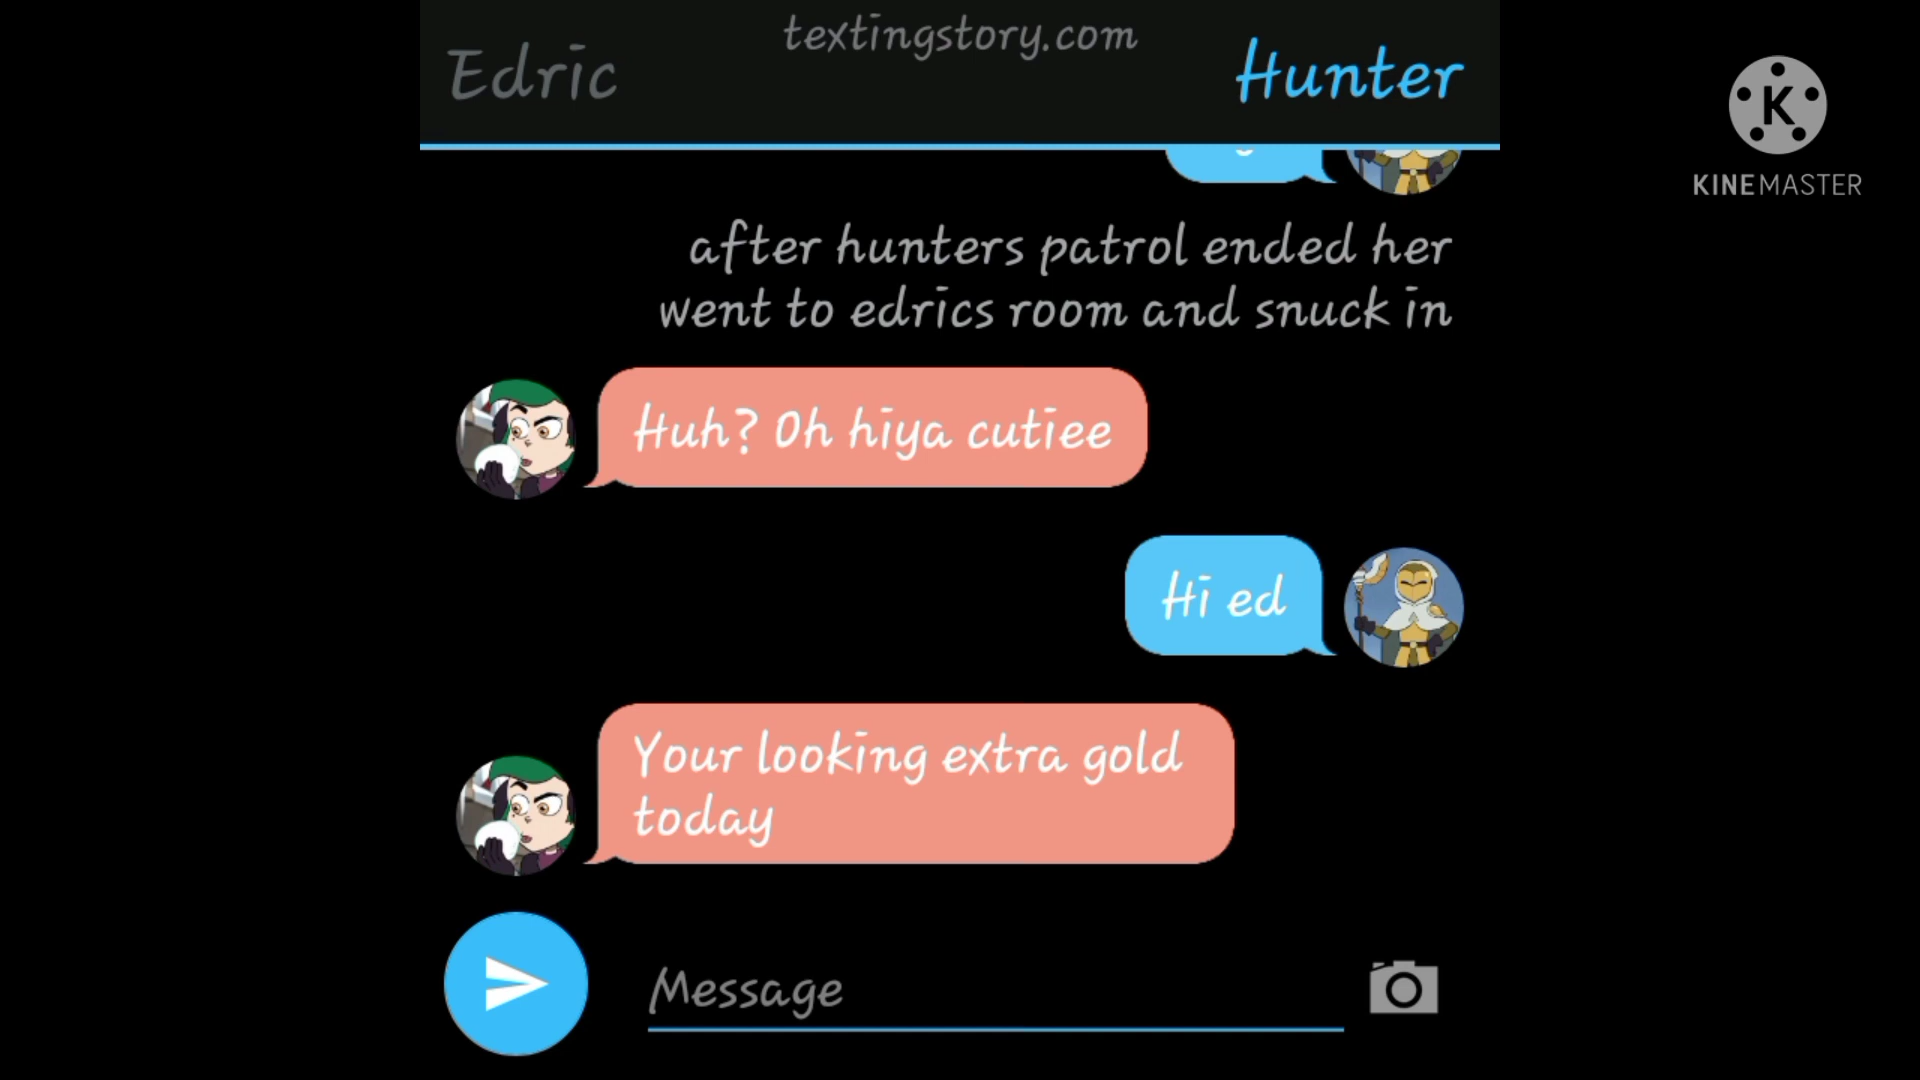 textingstory.com
Edric
Hunter
K
KINEMASTER
after hunters patrol ended her
went to edrics room and snuck in
Huh? Oh hiya cutiee
Hi ed
Your looking extra gold
today
Message